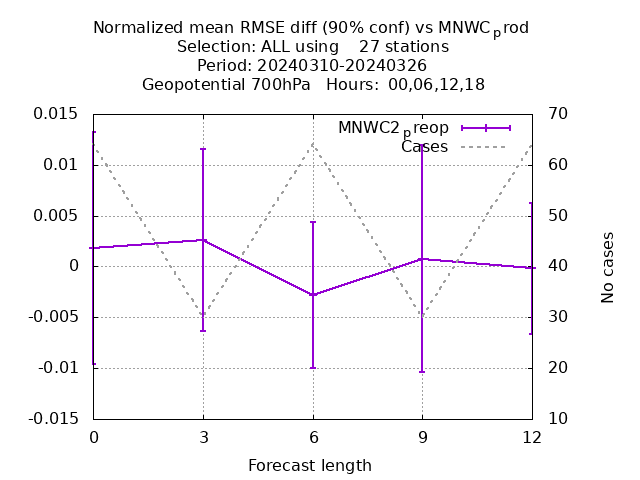 Normalized mean RMSE diff (90% conf) vs MNWCprod
Selection: ALL using 27 stations
Period: 20240310-20240326
Geopotential 700hPa Hours: 00,06,12,18
0.015 70
MNWC2preop
Cases
0.01 60
0.005 50
0 40
-0.005 30
-0.01 20
-0.015 10
No cases
0 3 6 9 12
Forecast length